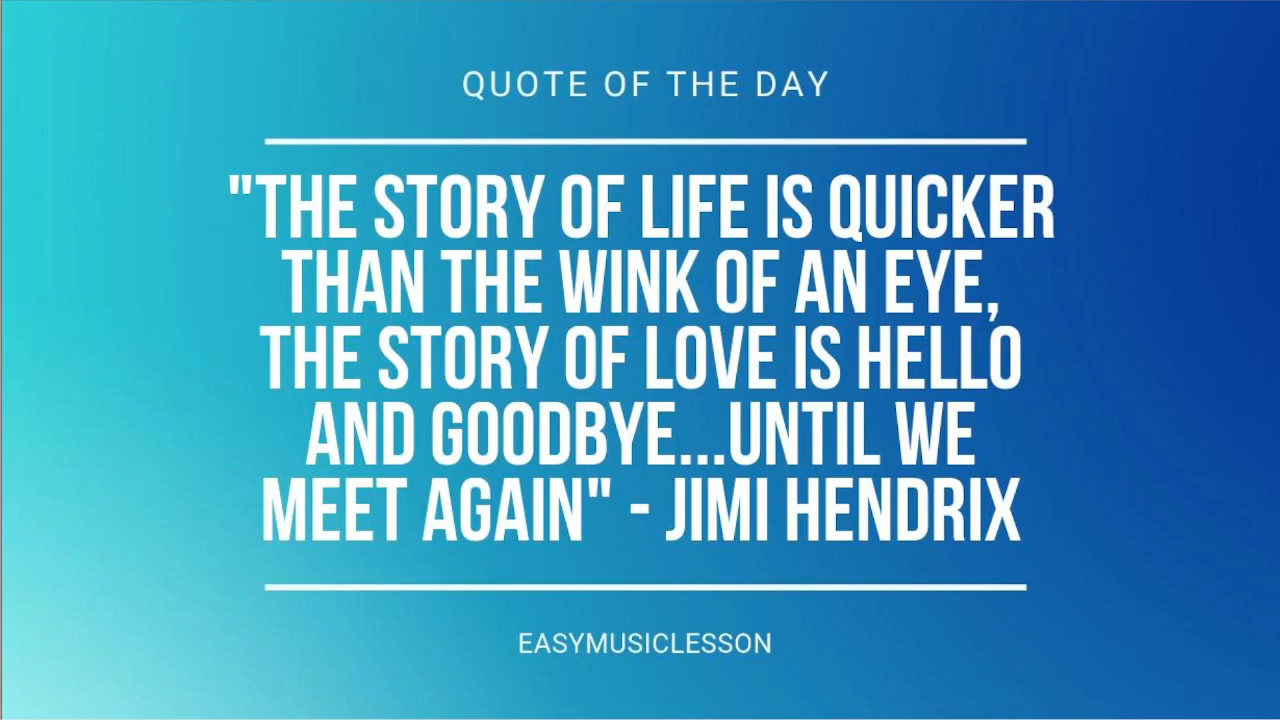 QUOTE OF THE DAY
"THE STORY OF LIFE IS QUICKER
THAN THE WINK OF AN EYE,
THE STORY OF LOVE IS HELLO
AND GOODBYE...UNTIL WE
MEET AGAIN" - JIMI HENDRIX
EASYMUSICLESSON